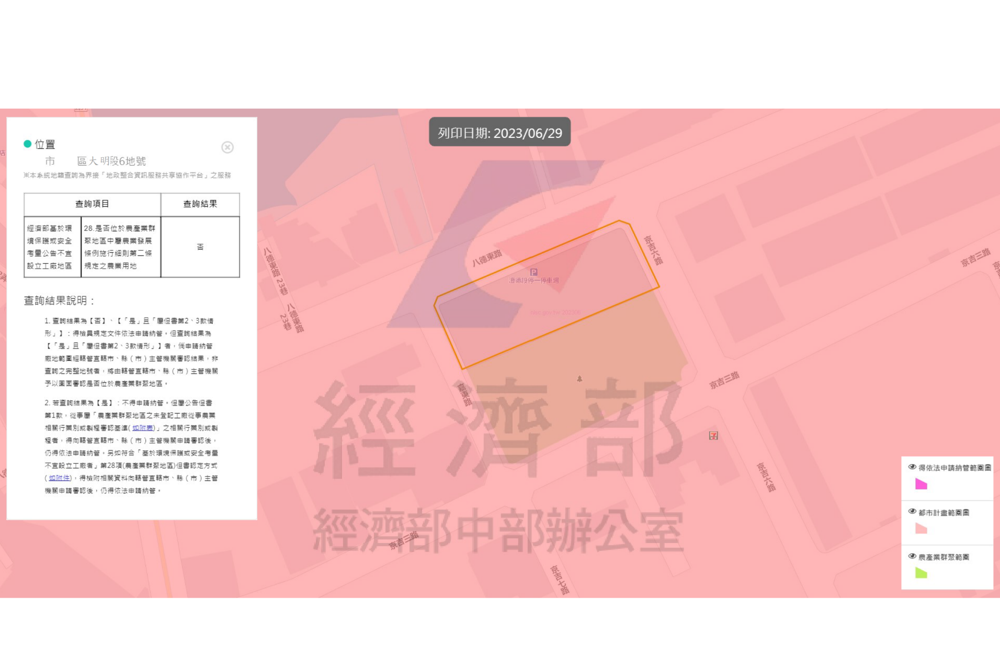 列印日期: 2023/06/29
位置
市 區大明段6地號
※本系統地籍查詢為界接「地政整合資訊服務共享協作平台」之服務
查詢項目 查詢結果
經濟部基於環
境保護或安全
考量公告不宜
設立工廠地區
28.是否位於農產業群
聚地區中屬農業發展
條例施行細則第二條
規定之農業用地
否
查詢結果說明：
1. 查詢結果為【否】、【「是」且「屬但書第2、3款情
形」】：得檢具規定文件依法申請納管。但查詢結果為
【「是」且「屬但書第2、3款情形」】者，倘申請納管
廠地範圍經轄管直轄市、縣（市）主管機關審認結果，非
查詢之完整地號者，將由轄管直轄市、縣（市）主管機關
予以圖面審認是否位於農產業群聚地區。
2. 若查詢結果為【是】：不得申請納管。但屬公告但書
第1款，從事屬「農產業群聚地區之未登記工廠從事農業
相關行業別或製程審認基準(如附表)」之相關行業別或製
程者，得向轄管直轄市、縣（市）主管機關申請審認後，
仍得依法申請納管。另如符合「基於環境保護或安全考量
不宜設立工廠者」第28項(農產業群聚地區)但書認定方式
(如附件)，得檢附相關資料向轄管直轄市、縣（市）主管
機關申請審認後，仍得依法申請納管。
八德東路 23巷
八德東路
23巷
八德東路
京吉六路
京吉三路
P
澄德段停一停車場
京吉三路
嘉東路
經濟部
7
京吉六路
經濟部中部辦公室
京吉三路
京吉七路
得依法申請納管範圍圖
都市計畫範圍圖
農產業群聚範圍